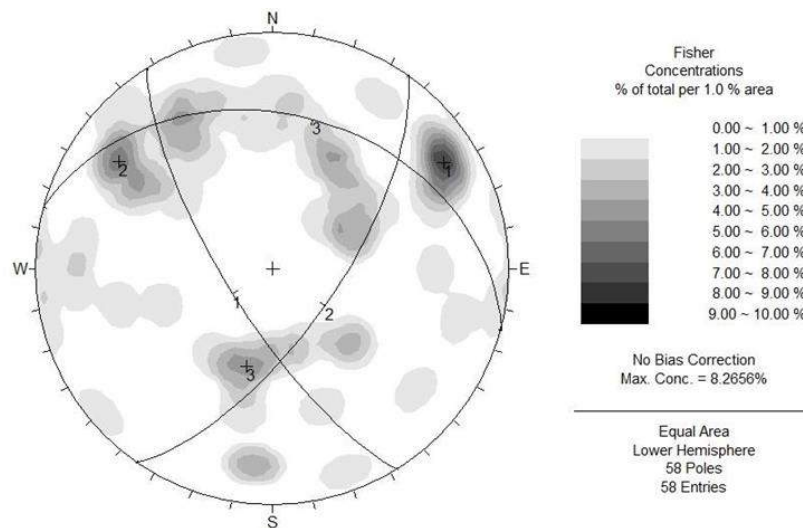 N
Fisher
Concentrations
% of total per 1.0 % area
3
1
2
0.00 ~ 1.00 %
1.00 ~ 2.00 %
2.00 ~ 3.00 %
3.00 ~ 4.00 %
4.00 ~ 5.00 %
5.00 ~ 6.00 %
6.00 ~ 7.00 %
7.00 ~ 8.00 %
8.00 ~ 9.00 %
9.00 ~ 10.00 %
W
E
1
2
3
No Bias Correction
Max. Conc. = 8.2656%
Equal Area
Lower Hemisphere
58 Poles
58 Entries
S